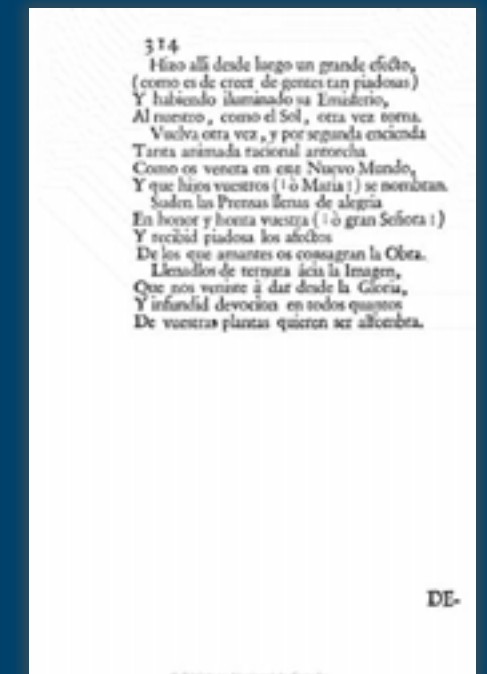 314
Hizo allá desde luego un grande efecto,
(como es de creer de gentes tan piadosas)
Y habiendo iluminado su Emisferio,
Al nuestro, como el Sol, otra vez torna.
Vuelva otra vez, y por segunda encienda
Tanta animada racional antorcha
Como os venera en este Nuevo Mundo,
Y que hijos vuestros (¡ò Maria!) se nombran.
Suden las Prensas llenas de alegria
En honor y honra vuestra (¡ò gran Señora!)
Y recibid piadosa los afectos
De los que amantes os consagran la Obra.
Llenadlos de ternura ácia la Imagen,
Que nos veniste à dar desde la Gloria,
Y infundid devocion en todos quantos
De vuestras plantas quieren ser alfombra.
DE-